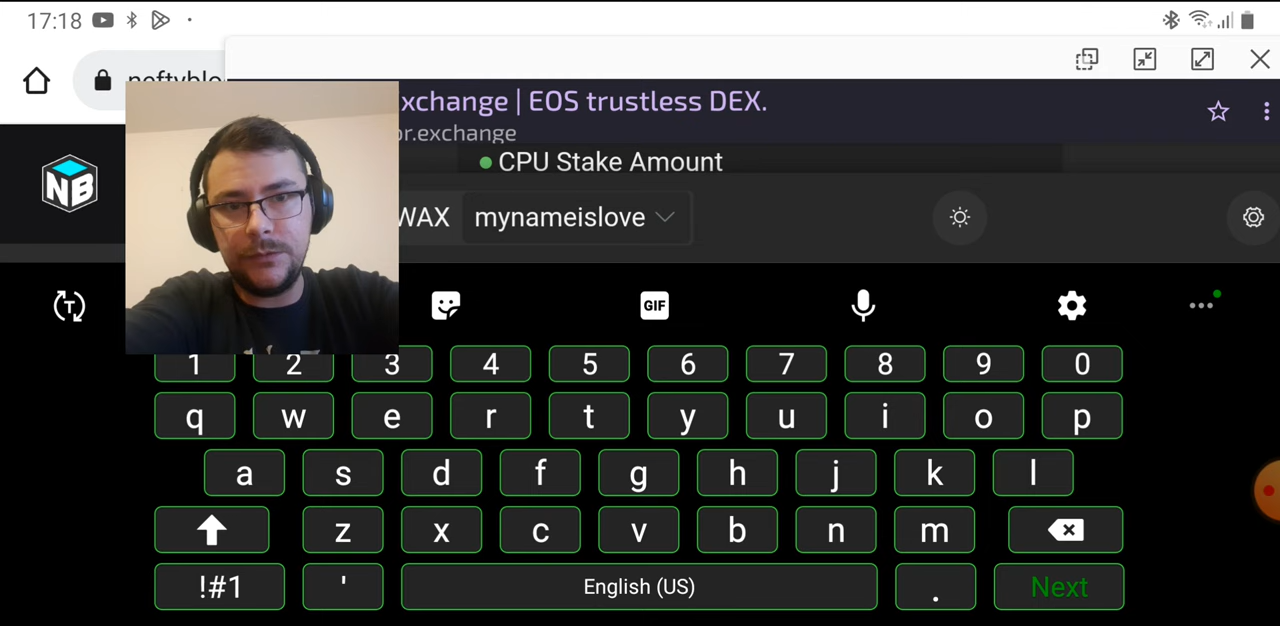 17:18
xchange | EOS trustless DEX.
or.exchange
NB
CPU Stake Amount
WAX mynameislove
GIF
1 2 3 4 5 6 7 8 9 0
q w e r t y u i o p
a s d f g h j k l
z x c v b n m
!#1 ' English (US) . Next